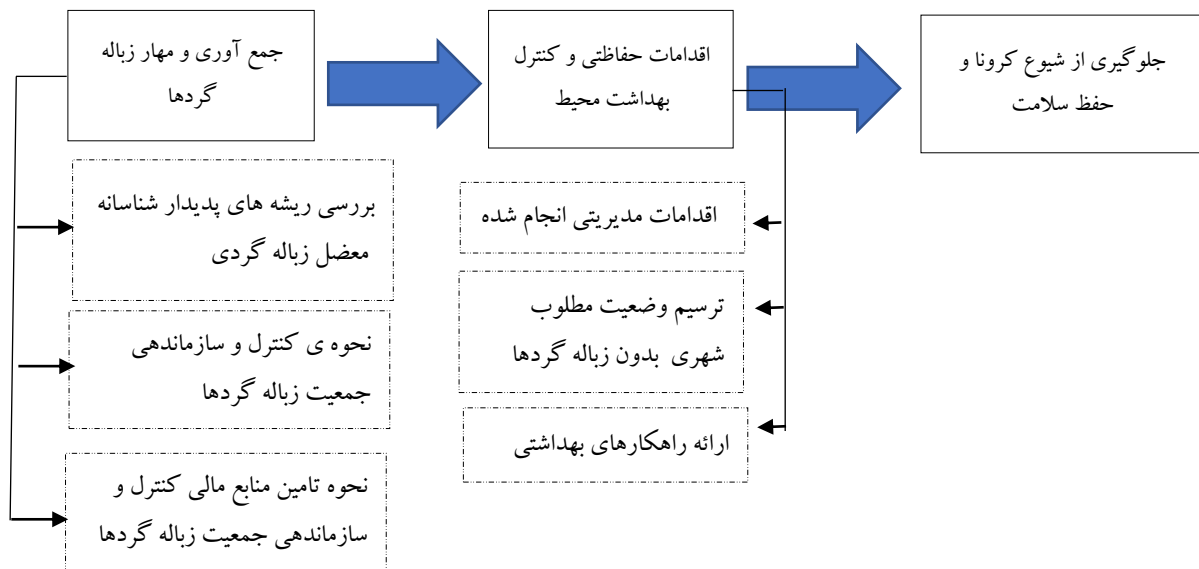 جمع آوری و مهار زباله
گردها
اقدامات حفاظتی و کنترل
بهداشت محیط
جلوگیری از شیوع کرونا و
حفظ سلامت
بررسی ریشه های پدیدار شناسانه
معضل زباله گردی
نحوه ی کنترل و سازماندهی
جمعیت زباله گردها
نحوه تامین منابع مالی کنترل و
سازماندهی جمعیت زباله گردها
اقدامات مدیریتی انجام شده
ترسیم وضعیت مطلوب
شهری بدون زباله گردها
ارائه راهکارهای بهداشتی